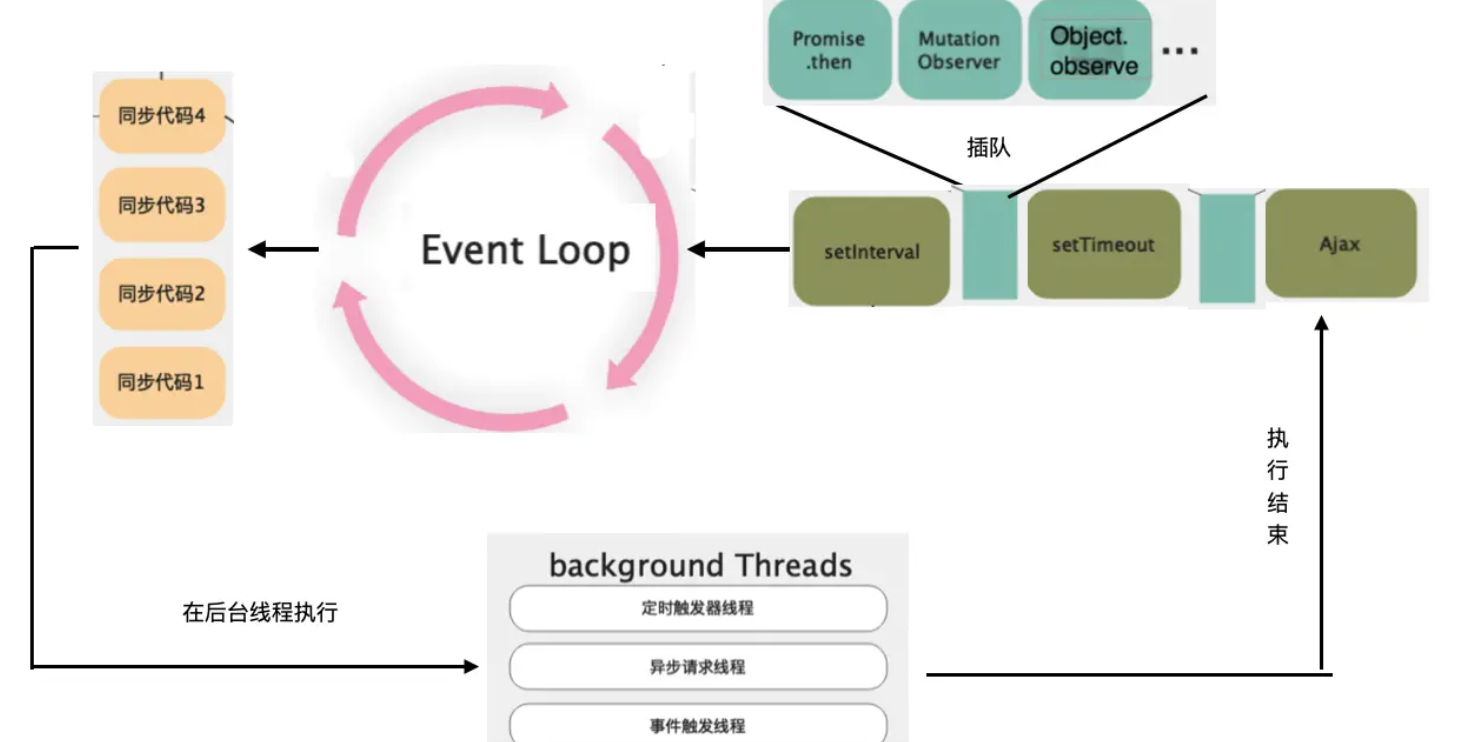 Promise
.then
Mutation
Observer
Object.
observe
...
同步代码4
插队
同步代码3
Event Loop
setInterval
setTimeout
Ajax
同步代码2
同步代码1
执
行
结
束
background Threads
在后台线程执行
定时触发器线程
异步请求线程
事件触发线程